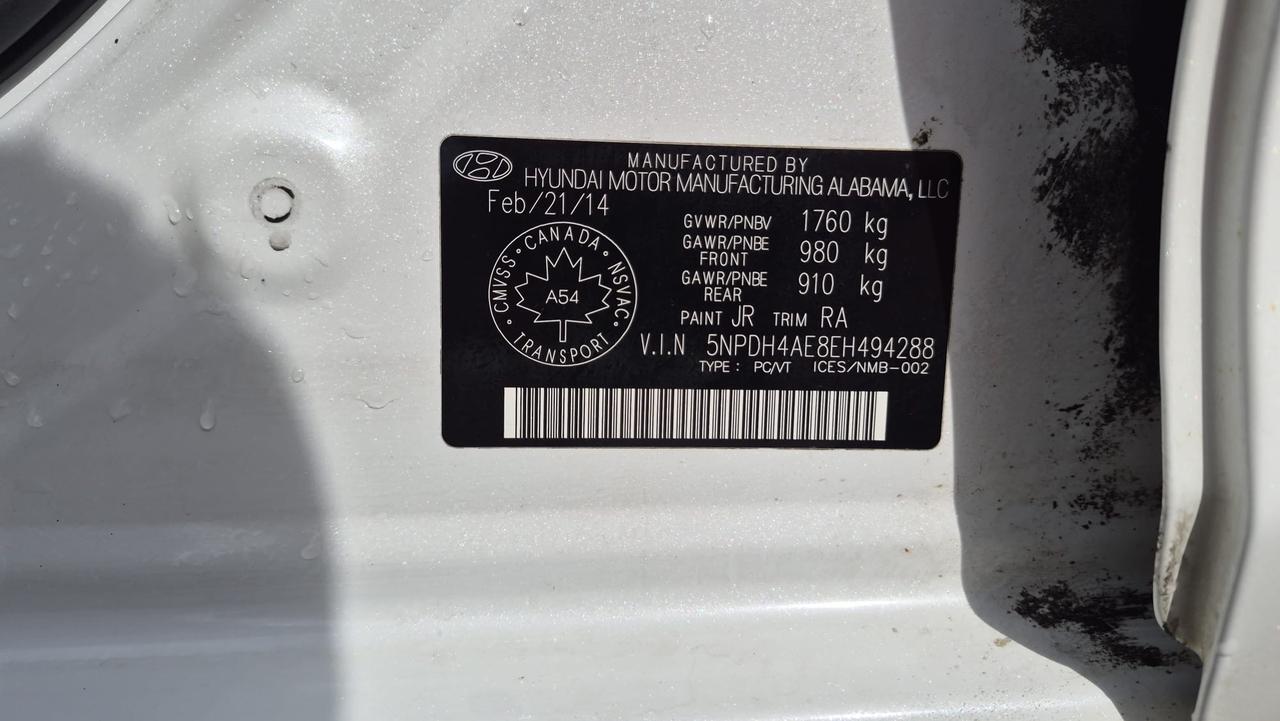 MANUFACTURED BY
HYUNDAI MOTOR MANUFACTURING ALABAMA, LLC
Feb/21/14
GVWR/PNBV 1760 kg
GAWR/PNBE FRONT 980 kg
GAWR/PNBE REAR 910 kg
PAINT JR TRIM RA
CMVSS • CANADA • NSVAC • TRANSPORT •
A54
V.I.N 5NPDH4AE8EH494288
TYPE : PC/VT ICES/NMB-002